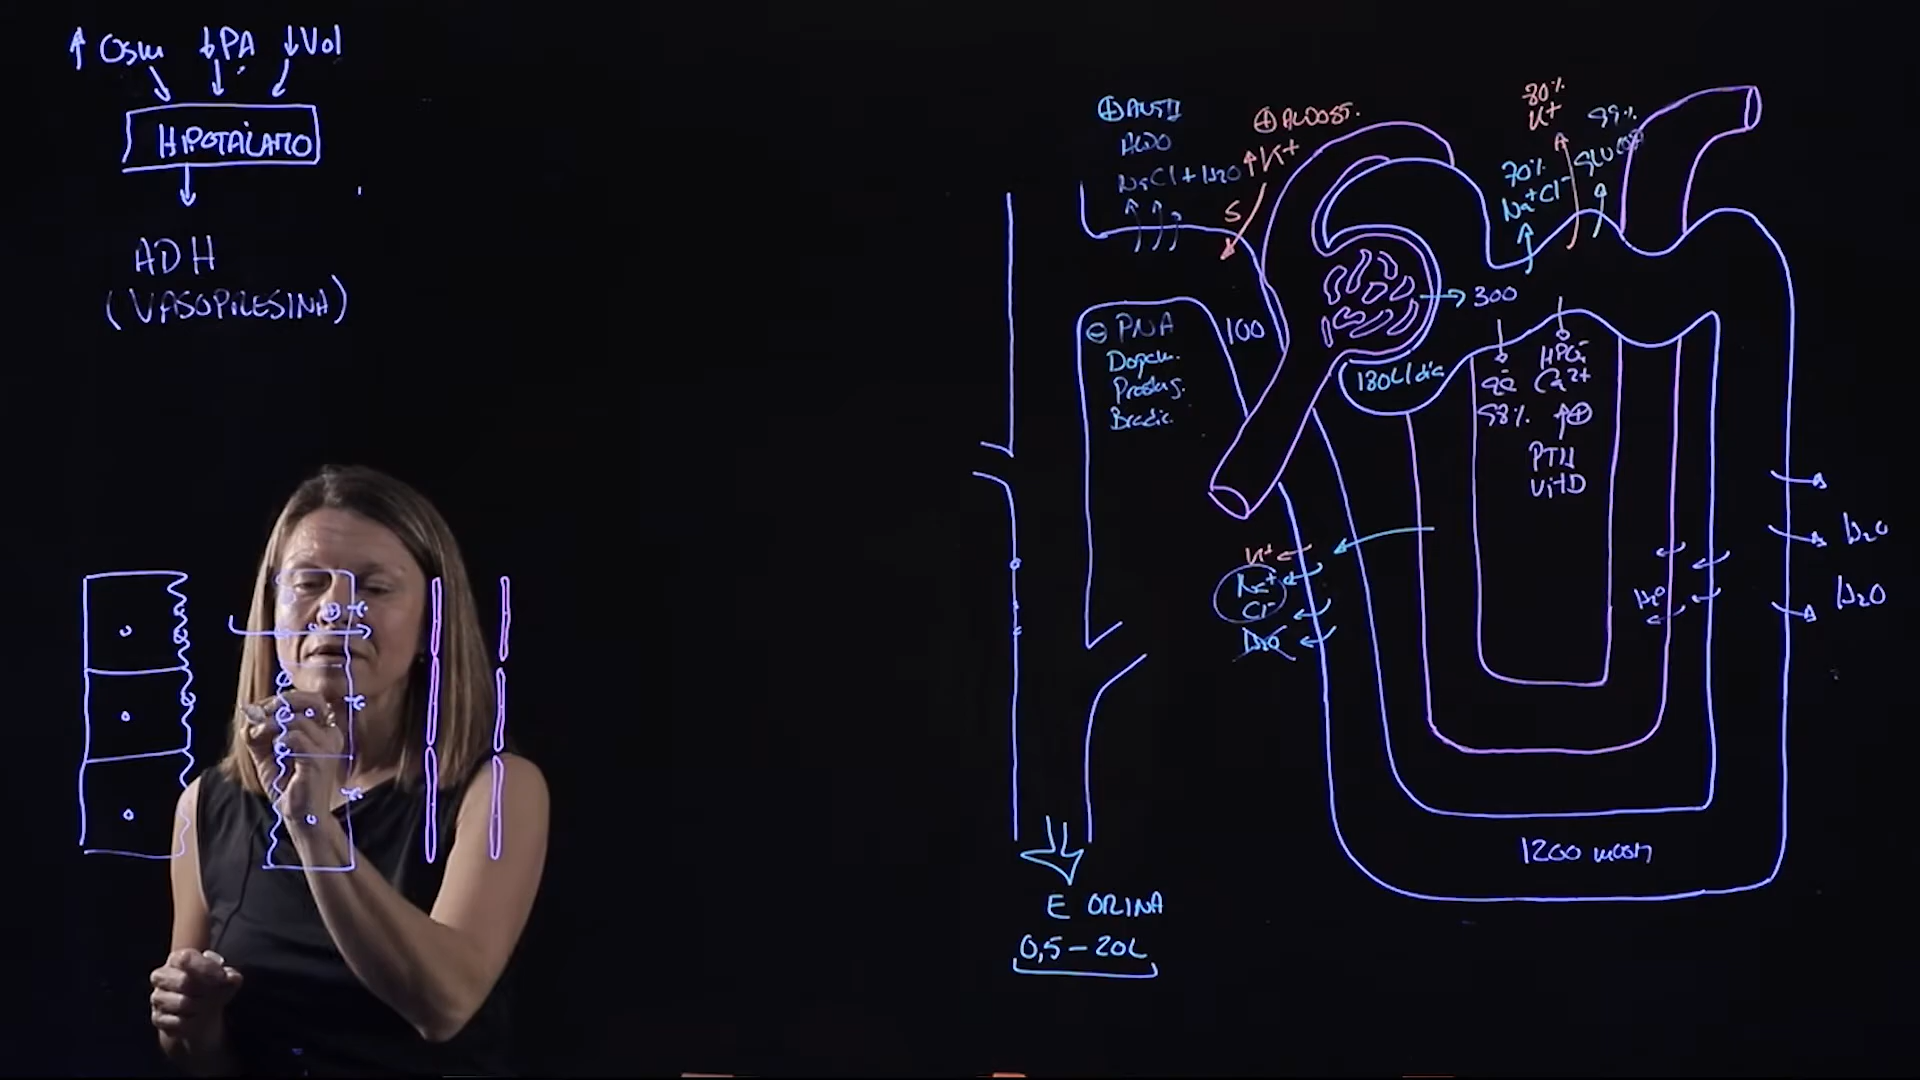 ↑ Osm ↓PA ↓Vol
HIPOTÁLAMO
ADH
(VASOPRESINA)
⊕ ANGII
ALDO
NaCl + H2O
⊕ ALDOST.
↑K+
S
80%
K+
99%
GLUCOSA
70%
Na+Cl-
300
100
180L/día
⊖ PNA
Dopam.
Prostag.
Bradic.
98%
HPO4-
Ca2+
↑⊕
PTH
VitD
K+
Na+
Cl-
H2O
H2O
H2O
H2O
1200 mosm
E ORINA
0,5 - 20L